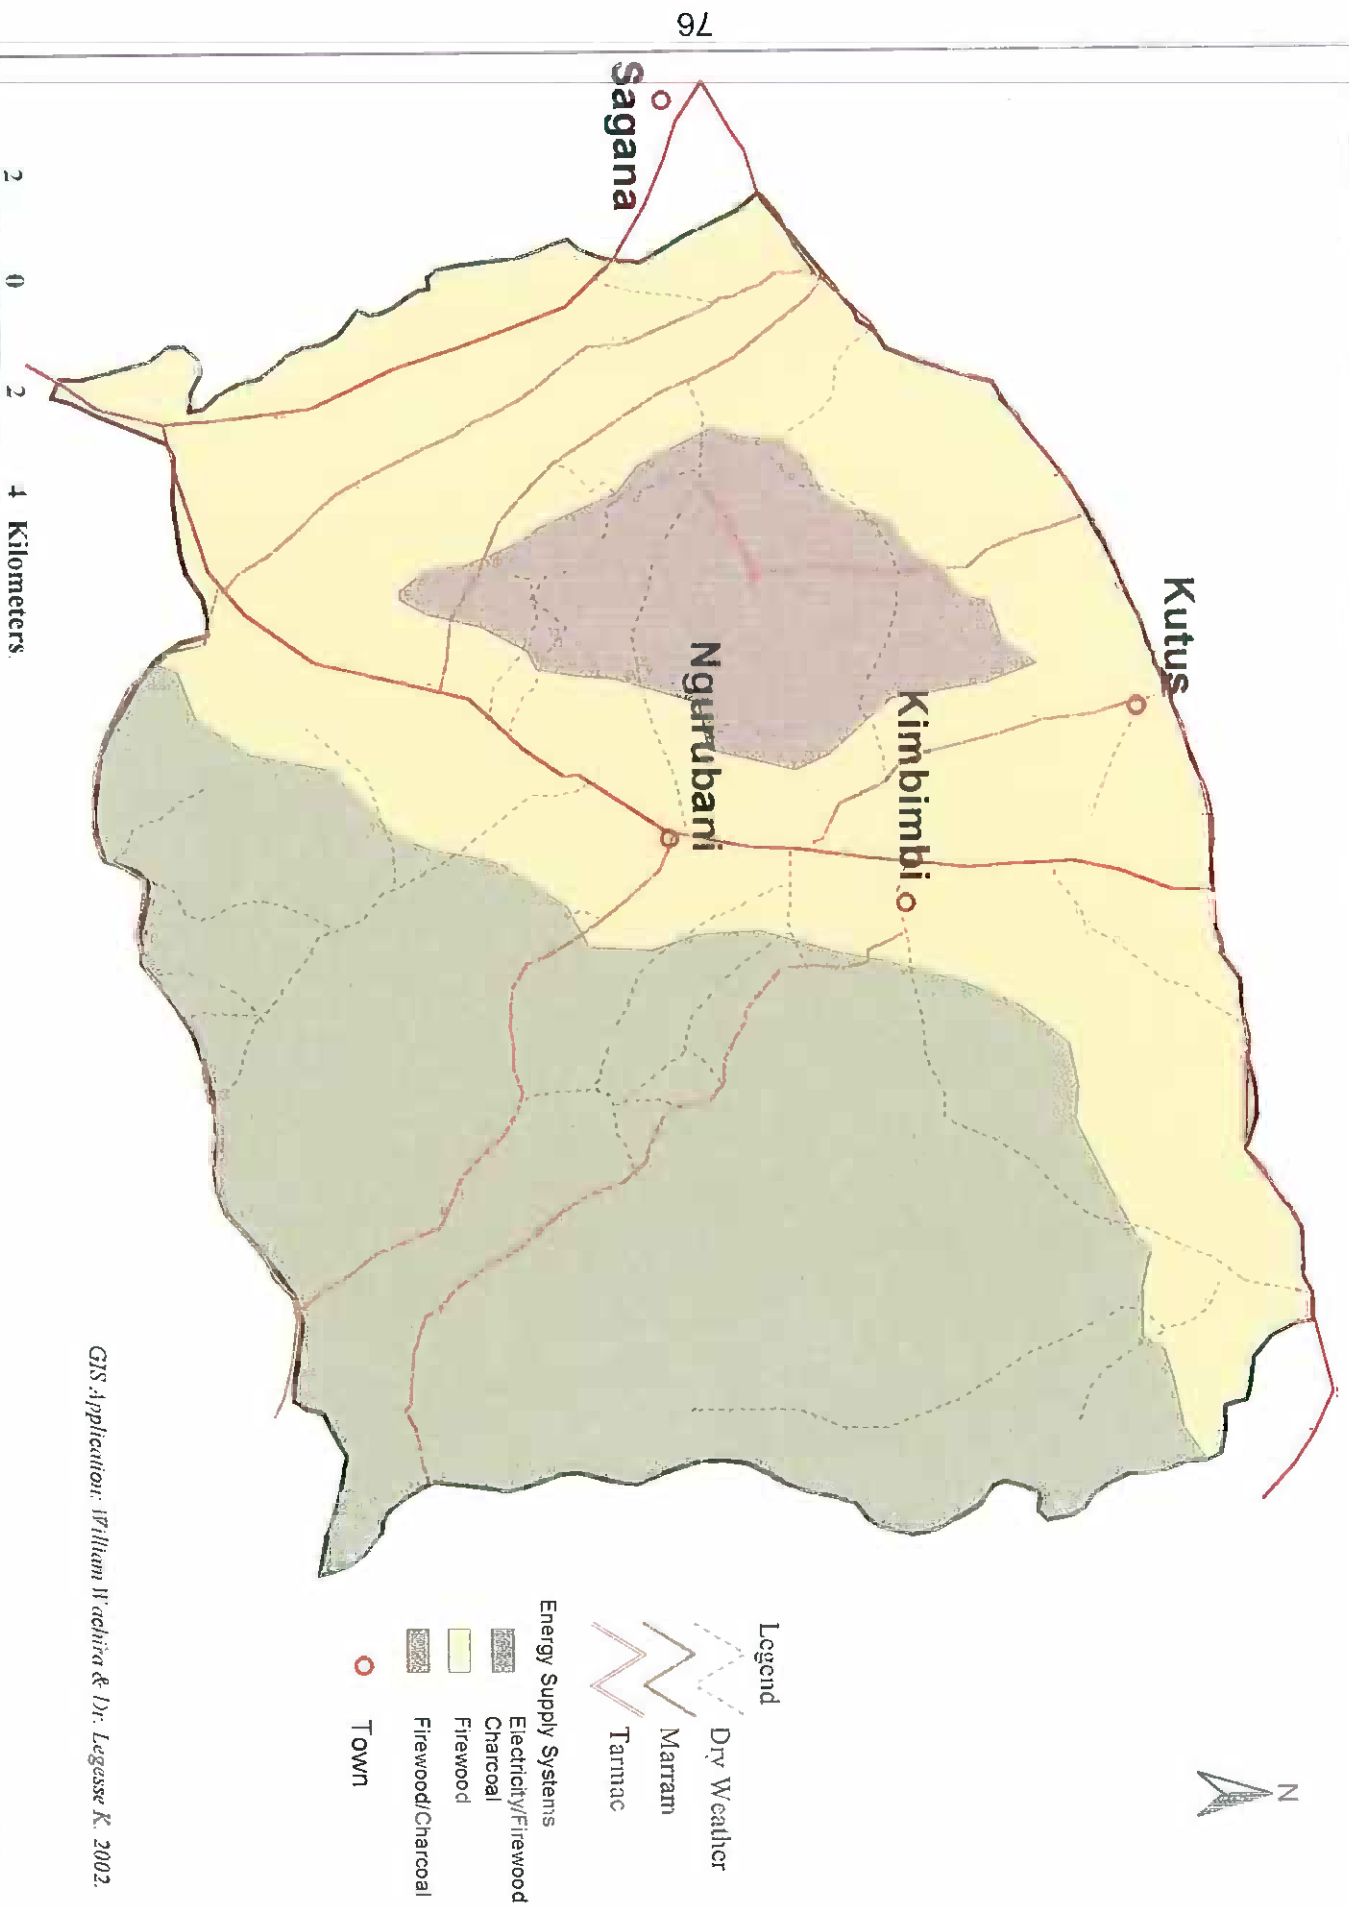 76
Sagana
Kutus
Kimbimbi
Ngurubani
Legend
Dry Weather
Marram
Tarmac
Energy Supply Systems
Electricity/Firewood
Charcoal
Firewood
Firewood/Charcoal
Town
N
2 0 2 4 Kilometers
GIS Application: William Wachira & Dr. Legesse K. 2002.